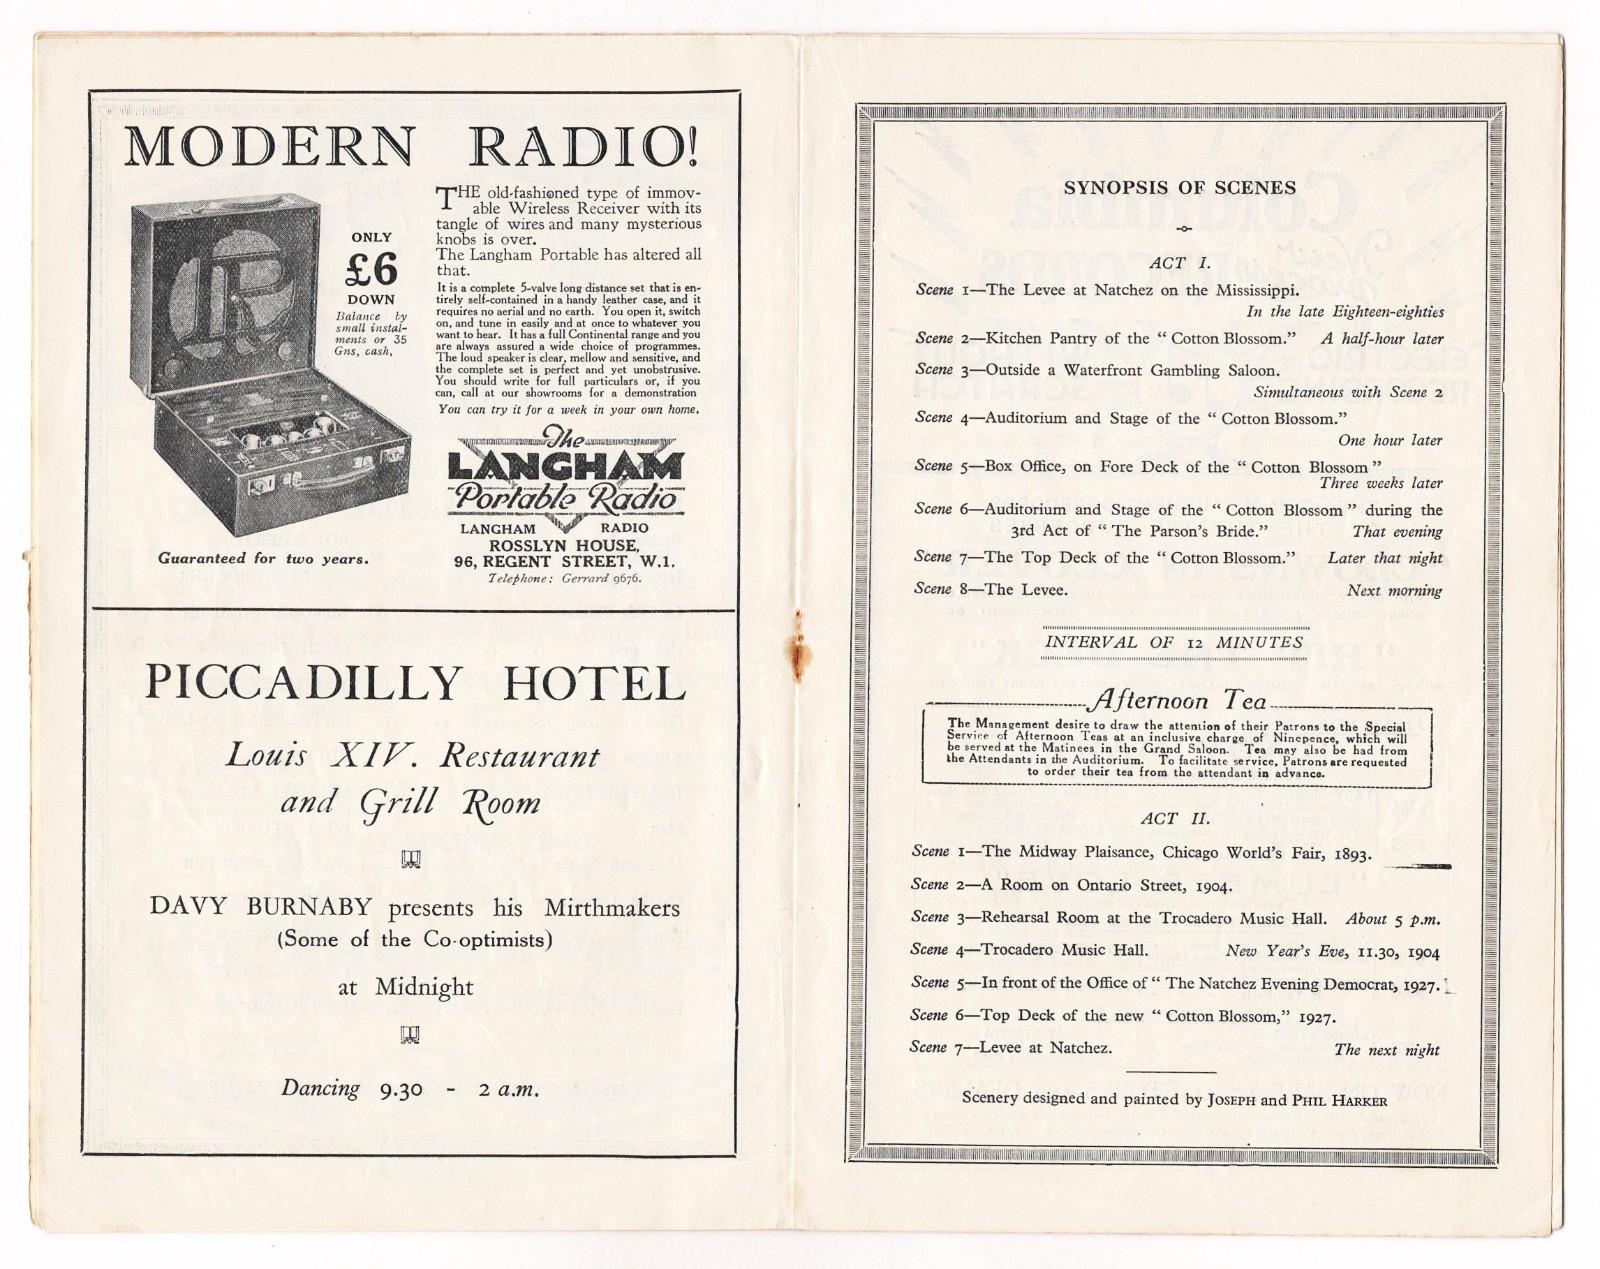 MODERN RADIO!
THE old-fashioned type of immov-
able Wireless Receiver with its
tangle of wires and many mysterious
knobs is over.
The Langham Portable has altered all
that.
It is a complete 5-valve long distance set that is en-
tirely self-contained in a handy leather case, and it
requires no aerial and no earth. You open it, switch
on, and tune in easily and at once to whatever you
want to hear. It has a full Continental range and you
are always assured a wide choice of programmes.
The loud speaker is clear, mellow and sensitive, and
the complete set is perfect and yet unobstrusive.
You should write for full particulars or, if you
can, call at our showrooms for a demonstration
You can try it for a week in your own home.
ONLY
£6
DOWN
Balance by
small instal-
ments or 35
Gns, cash,
Guaranteed for two years.
The
LANGHAM
Portable Radio
LANGHAM RADIO
ROSSLYN HOUSE,
96, REGENT STREET, W.1.
Telephone: Gerrard 9676.
PICCADILLY HOTEL
Louis XIV. Restaurant
and Grill Room
DAVY BURNABY presents his Mirthmakers
(Some of the Co-optimists)
at Midnight
Dancing 9.30 - 2 a.m.
SYNOPSIS OF SCENES
ACT I.
Scene 1—The Levee at Natchez on the Mississippi.
In the late Eighteen-eighties
Scene 2—Kitchen Pantry of the "Cotton Blossom." A half-hour later
Scene 3—Outside a Waterfront Gambling Saloon.
Simultaneous with Scene 2
Scene 4—Auditorium and Stage of the "Cotton Blossom."
One hour later
Scene 5—Box Office, on Fore Deck of the "Cotton Blossom"
Three weeks later
Scene 6—Auditorium and Stage of the "Cotton Blossom" during the
3rd Act of "The Parson's Bride." That evening
Scene 7—The Top Deck of the "Cotton Blossom." Later that night
Scene 8—The Levee. Next morning
INTERVAL OF 12 MINUTES
Afternoon Tea
The Management desire to draw the attention of their Patrons to the Special
Service of Afternoon Teas at an inclusive charge of Ninepence, which will
be served at the Matinees in the Grand Saloon. Tea may also be had from
the Attendants in the Auditorium. To facilitate service, Patrons are requested
to order their tea from the attendant in advance.
ACT II.
Scene 1—The Midway Plaisance, Chicago World's Fair, 1893.
Scene 2—A Room on Ontario Street, 1904.
Scene 3—Rehearsal Room at the Trocadero Music Hall. About 5 p.m.
Scene 4—Trocadero Music Hall. New Year's Eve, 11.30, 1904
Scene 5—In front of the Office of "The Natchez Evening Democrat, 1927.
Scene 6—Top Deck of the new "Cotton Blossom," 1927.
Scene 7—Levee at Natchez. The next night
Scenery designed and painted by JOSEPH and PHIL HARKER